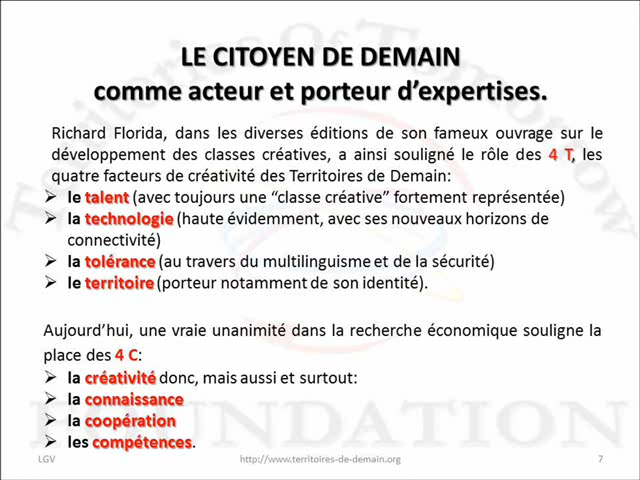 LE CITOYEN DE DEMAIN
comme acteur et porteur d’expertises.
Richard Florida, dans les diverses éditions de son fameux ouvrage sur le
développement des classes créatives, a ainsi souligné le rôle des 4 T, les
quatre facteurs de créativité des Territoires de Demain:
➢ le talent (avec toujours une “classe créative” fortement représentée)
➢ la technologie (haute évidemment, avec ses nouveaux horizons de
connectivité)
➢ la tolérance (au travers du multilinguisme et de la sécurité)
➢ le territoire (porteur notamment de son identité).
Aujourd’hui, une vraie unanimité dans la recherche économique souligne la
place des 4 C:
➢ la créativité donc, mais aussi et surtout:
➢ la connaissance
➢ la coopération
➢ les compétences.
LGV http://www.territoires-de-demain.org 7
Territories Of Tomorrow
FOUNDATION